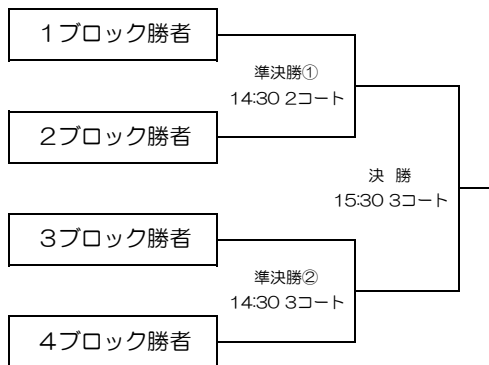 １ブロック勝者
準決勝①
14:30 2コート
２ブロック勝者
決 勝
15:30 3コート
３ブロック勝者
準決勝②
14:30 3コート
４ブロック勝者